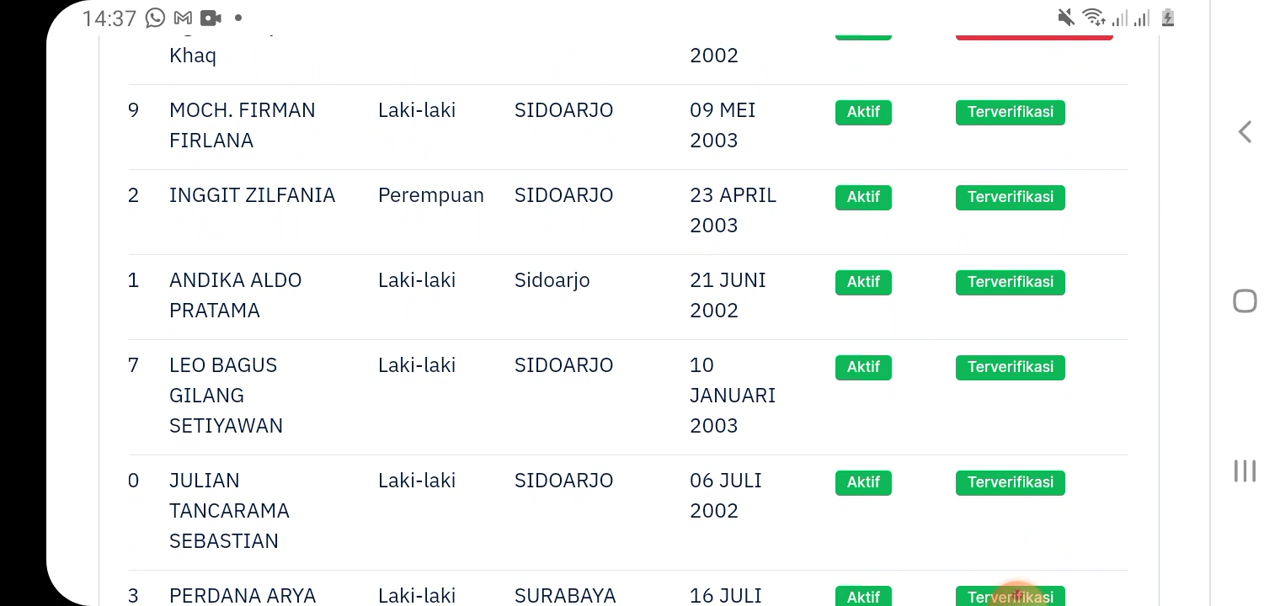 14:37
Khaq 2002
9 MOCH. FIRMAN Laki-laki SIDOARJO 09 MEI Aktif Terverifikasi
FIRLANA 2003
2 INGGIT ZILFANIA Perempuan SIDOARJO 23 APRIL Aktif Terverifikasi
2003
1 ANDIKA ALDO Laki-laki Sidoarjo 21 JUNI Aktif Terverifikasi
PRATAMA 2002
7 LEO BAGUS Laki-laki SIDOARJO 10 Aktif Terverifikasi
GILANG JANUARI
SETIYAWAN 2003
0 JULIAN Laki-laki SIDOARJO 06 JULI Aktif Terverifikasi
TANCARAMA 2002
SEBASTIAN
3 PERDANA ARYA Laki-laki SURABAYA 16 JULI Aktif Terverifikasi